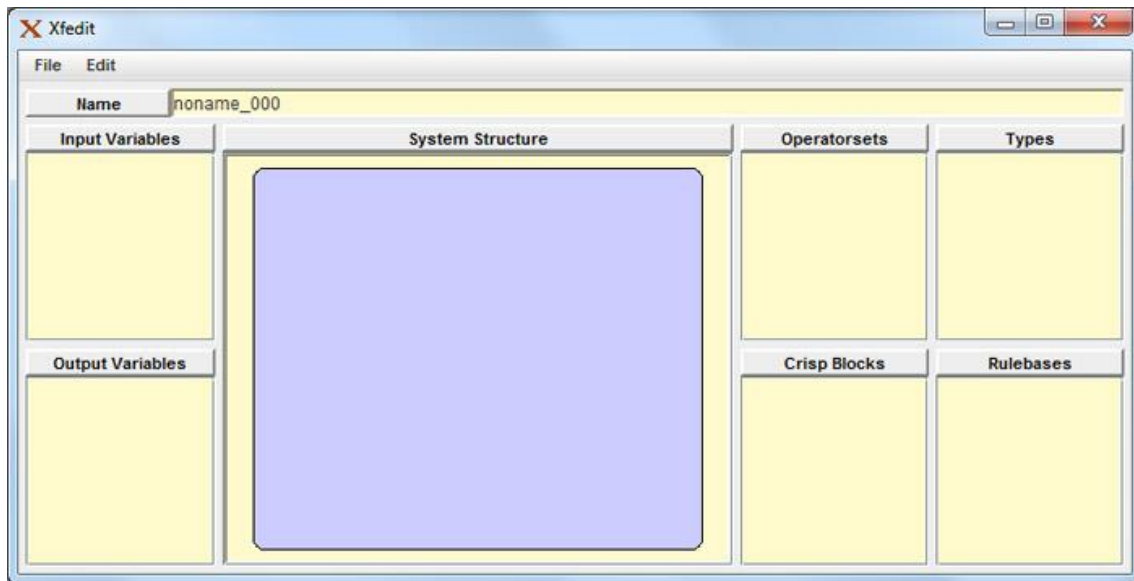 Xfedit
File Edit
Name noname_000
Input Variables System Structure Operatorsets Types
Output Variables Crisp Blocks Rulebases